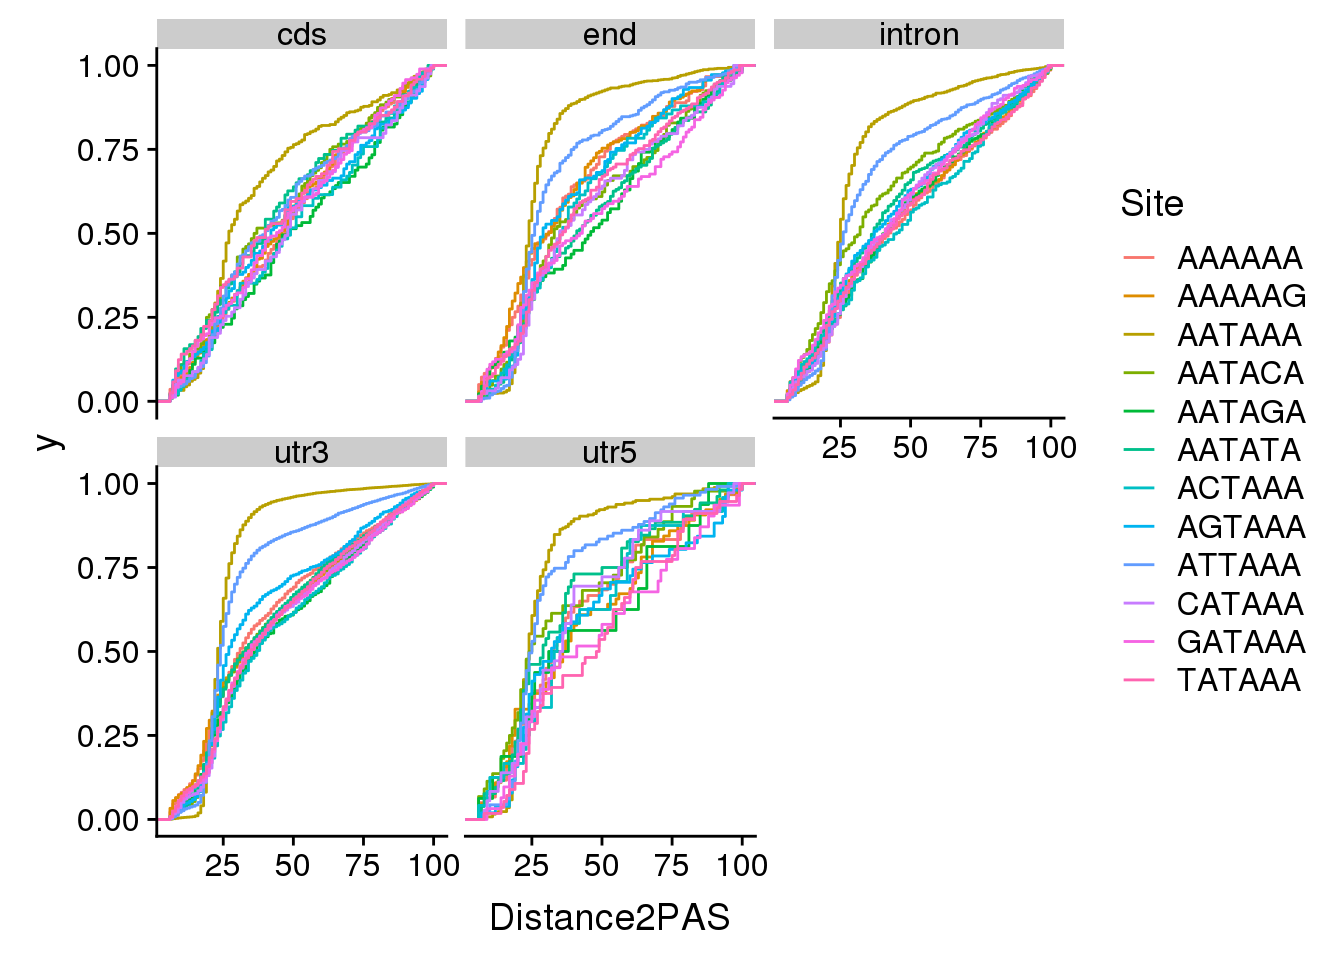 cds end intron
1.00
0.75
0.50
0.25
0.00
25 50 75 100
utr3 utr5
1.00
0.75
0.50
0.25
0.00
25 50 75 100 25 50 75 100
Distance2PAS
y
Site
AAAAAA
AAAAAG
AATAAA
AATACA
AATAGA
AATATA
ACTAAA
AGTAAA
ATTAAA
CATAAA
GATAAA
TATAAA